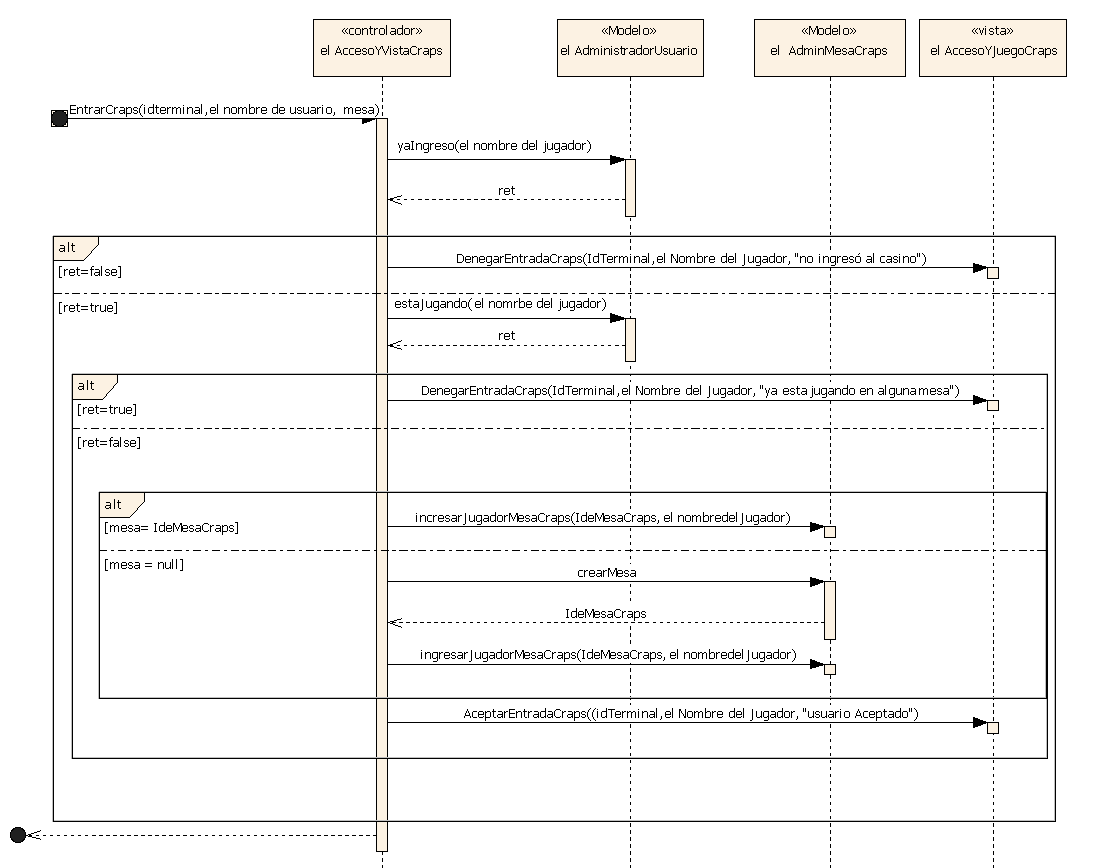 «controlador»
el AccesoYVistaCraps
«Modelo»
el AdministradorUsuario
«Modelo»
el AdminMesaCraps
«vista»
el AccesoYJuegoCraps
EntrarCraps(idterminal,el nombre de usuario, mesa)
yaIngreso(el nombre del jugador)
ret
alt
DenegarEntradaCraps(IdTerminal,el Nombre del Jugador, "no ingresó al casino")
[ret=false]
[ret=true]
estaJugando(el nomrbe del jugador)
ret
alt
DenegarEntradaCraps(IdTerminal,el Nombre del Jugador, "ya esta jugando en alguna mesa")
[ret=true]
[ret=false]
alt
incresarJugadorMesaCraps(IdeMesaCraps, el nombredel Jugador)
[mesa= IdeMesaCraps]
[mesa = null]
crearMesa
IdeMesaCraps
ingresarJugadorMesaCraps(IdeMesaCraps, el nombredel Jugador)
AceptarEntradaCraps((idTerminal,el Nombre del Jugador, "usuario Aceptado")